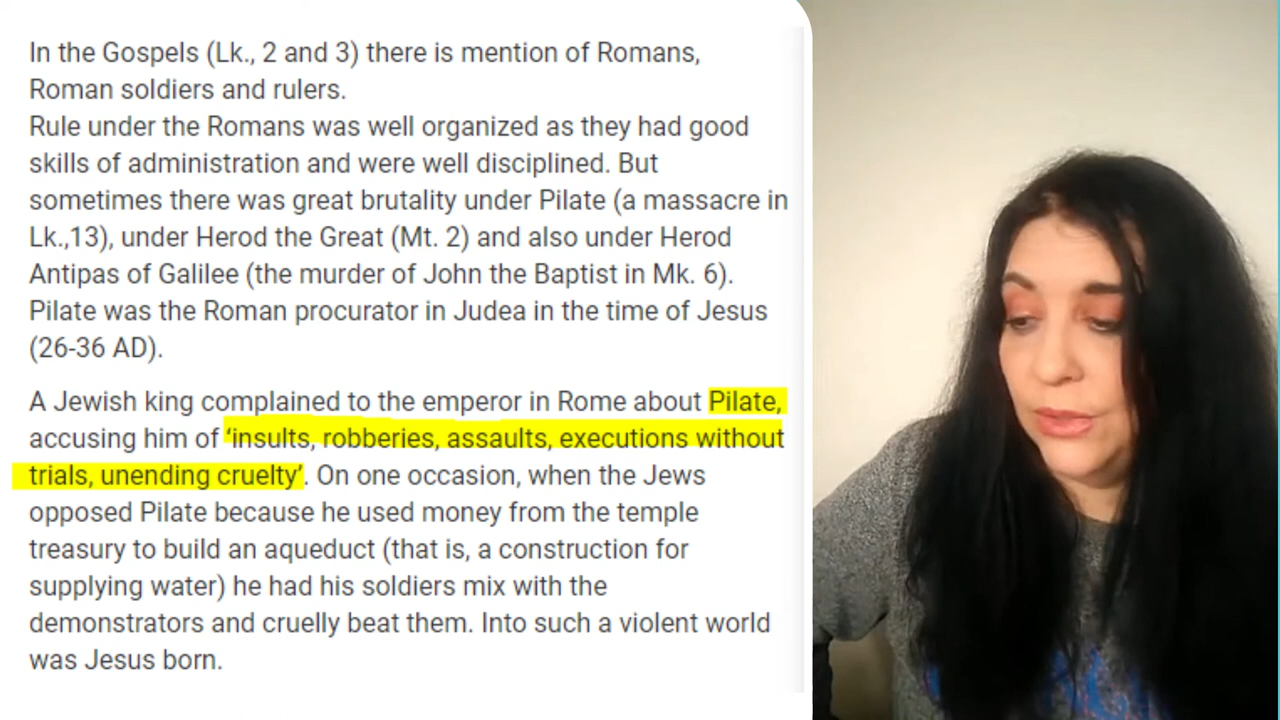 In the Gospels (Lk., 2 and 3) there is mention of Romans,
Roman soldiers and rulers.
Rule under the Romans was well organized as they had good
skills of administration and were well disciplined. But
sometimes there was great brutality under Pilate (a massacre in
Lk.,13), under Herod the Great (Mt. 2) and also under Herod
Antipas of Galilee (the murder of John the Baptist in Mk. 6).
Pilate was the Roman procurator in Judea in the time of Jesus
(26-36 AD).
A Jewish king complained to the emperor in Rome about Pilate,
accusing him of ‘insults, robberies, assaults, executions without
trials, unending cruelty’. On one occasion, when the Jews
opposed Pilate because he used money from the temple
treasury to build an aqueduct (that is, a construction for
supplying water) he had his soldiers mix with the
demonstrators and cruelly beat them. Into such a violent world
was Jesus born.